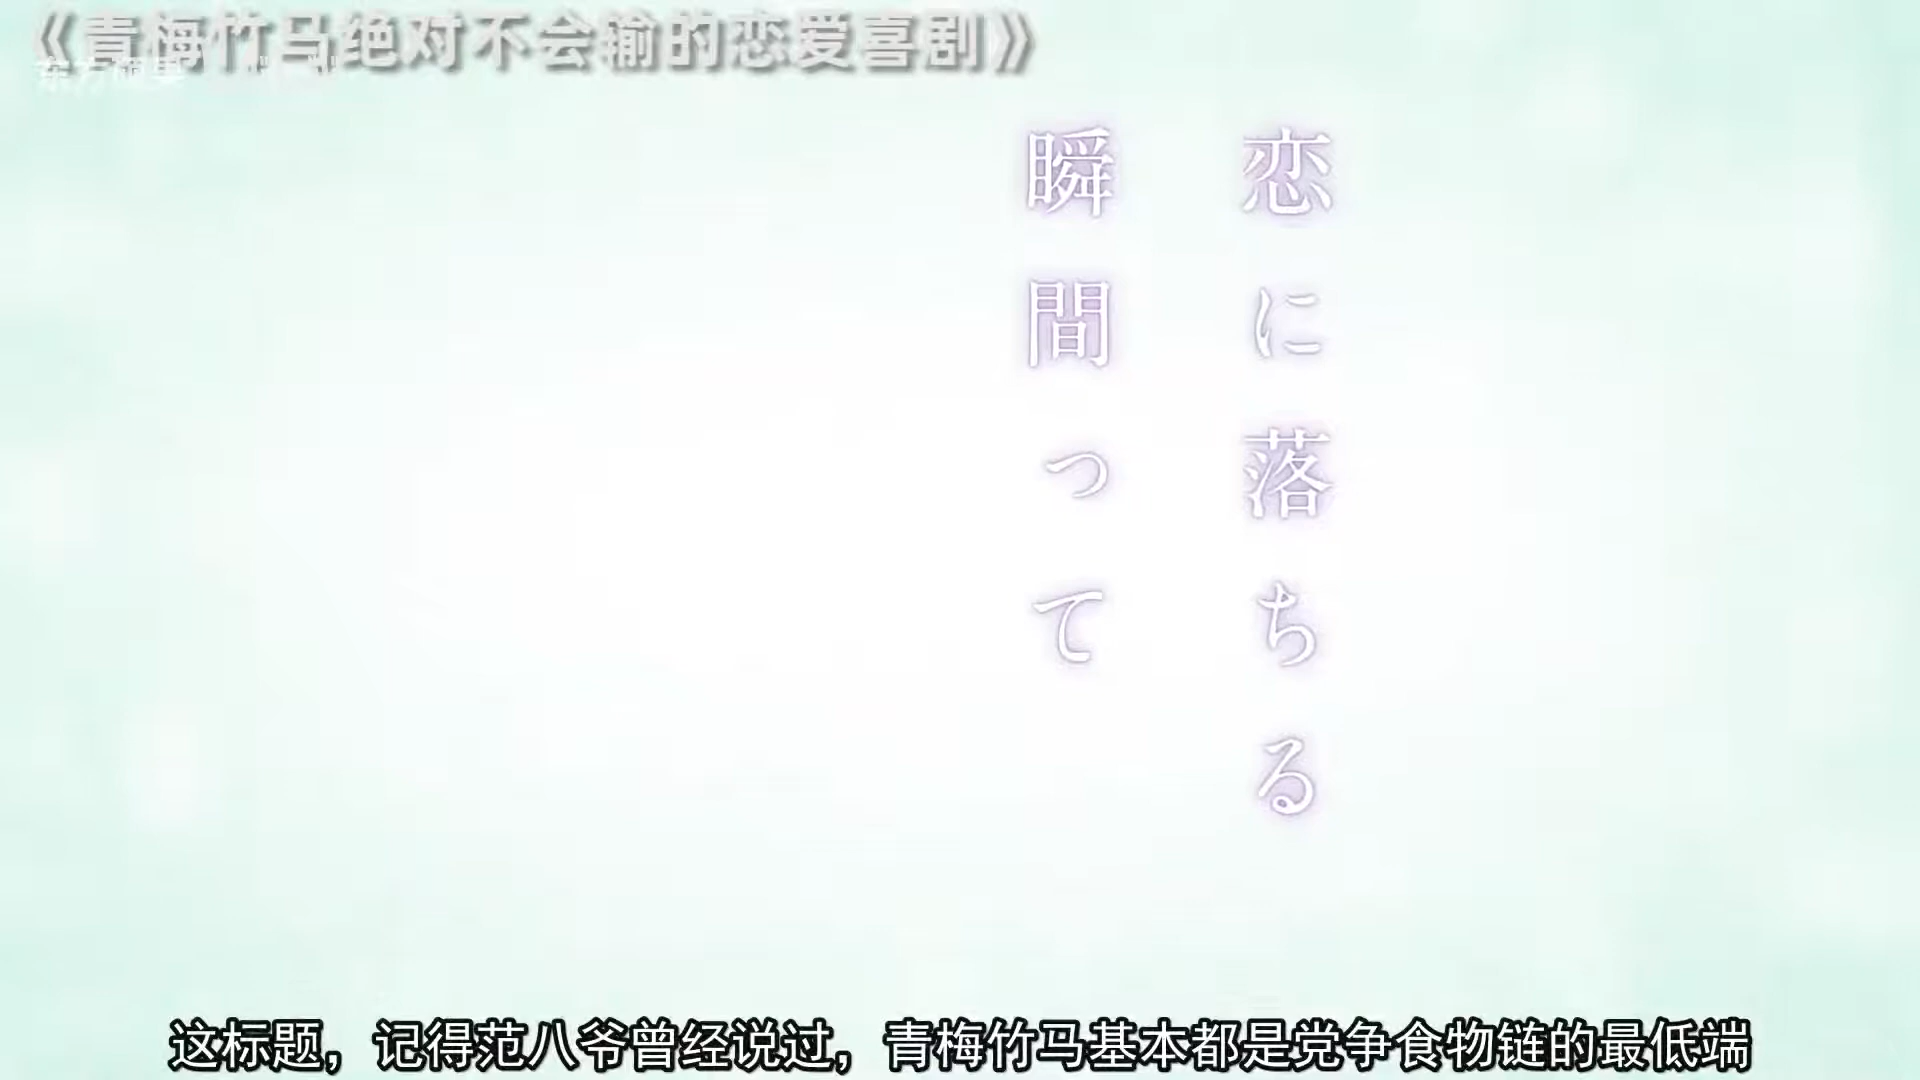 《青梅竹马绝对不会输的恋爱喜剧》
恋に落ちる
瞬間って
这标题，记得范八爷曾经说过，青梅竹马基本都是党争食物链的最低端